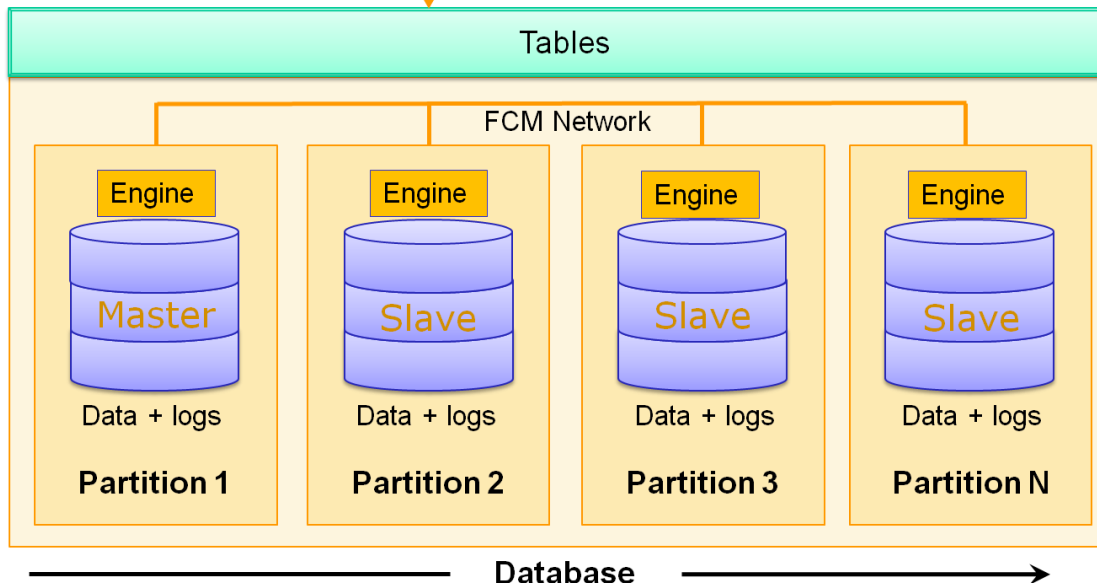 Tables
FCM Network
Engine Engine Engine Engine
Master Slave Slave Slave
Data + logs Data + logs Data + logs Data + logs
Partition 1 Partition 2 Partition 3 Partition N
Database